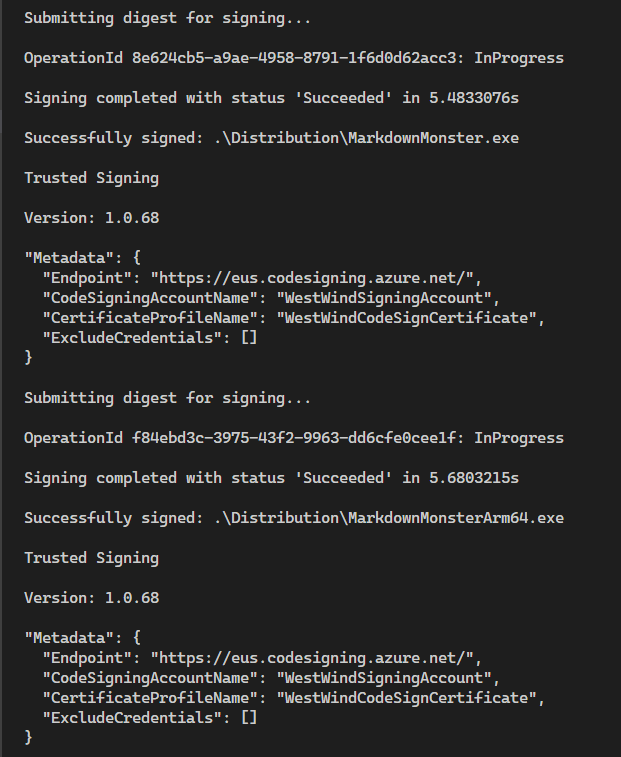 Submitting digest for signing...
OperationId 8e624cb5-a9ae-4958-8791-1f6d0d62acc3: InProgress
Signing completed with status 'Succeeded' in 5.4833076s
Successfully signed: .\Distribution\MarkdownMonster.exe
Trusted Signing
Version: 1.0.68
"Metadata": {
  "Endpoint": "https://eus.codesigning.azure.net/",
  "CodeSigningAccountName": "WestWindSigningAccount",
  "CertificateProfileName": "WestWindCodeSignCertificate",
  "ExcludeCredentials": []
}
Submitting digest for signing...
OperationId f84ebd3c-3975-43f2-9963-dd6cfe0cee1f: InProgress
Signing completed with status 'Succeeded' in 5.6803215s
Successfully signed: .\Distribution\MarkdownMonsterArm64.exe
Trusted Signing
Version: 1.0.68
"Metadata": {
  "Endpoint": "https://eus.codesigning.azure.net/",
  "CodeSigningAccountName": "WestWindSigningAccount",
  "CertificateProfileName": "WestWindCodeSignCertificate",
  "ExcludeCredentials": []
}